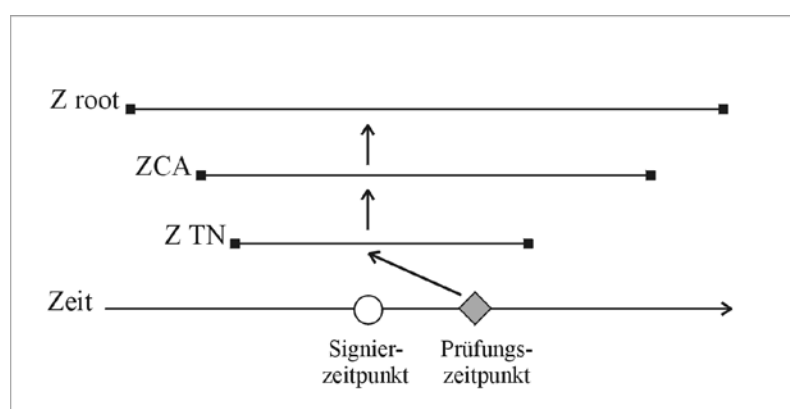 Z root
ZCA
Z TN
Zeit
Signier-
zeitpunkt
Prüfungs-
zeitpunkt